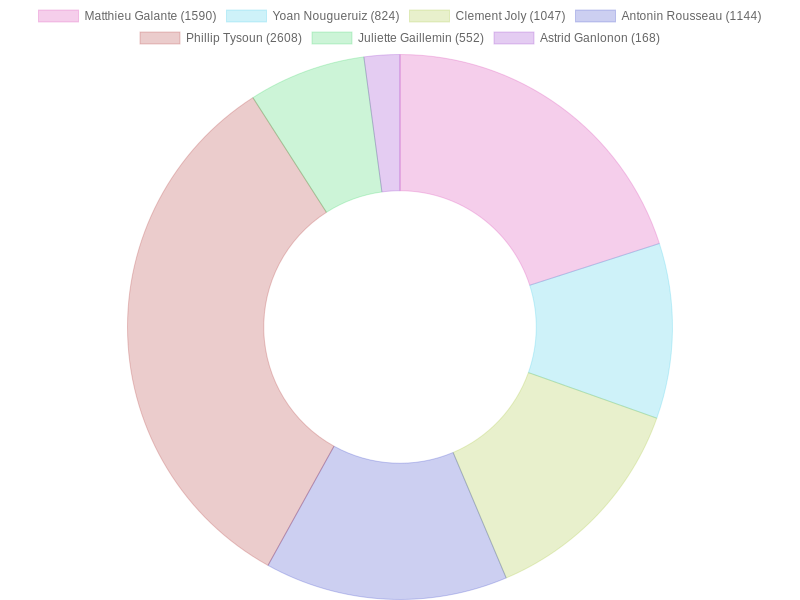 Matthieu Galante (1590) Yoan Nougueruiz (824) Clement Joly (1047) Antonin Rousseau (1144)
Phillip Tysoun (2608) Juliette Gaillemin (552) Astrid Ganlonon (168)